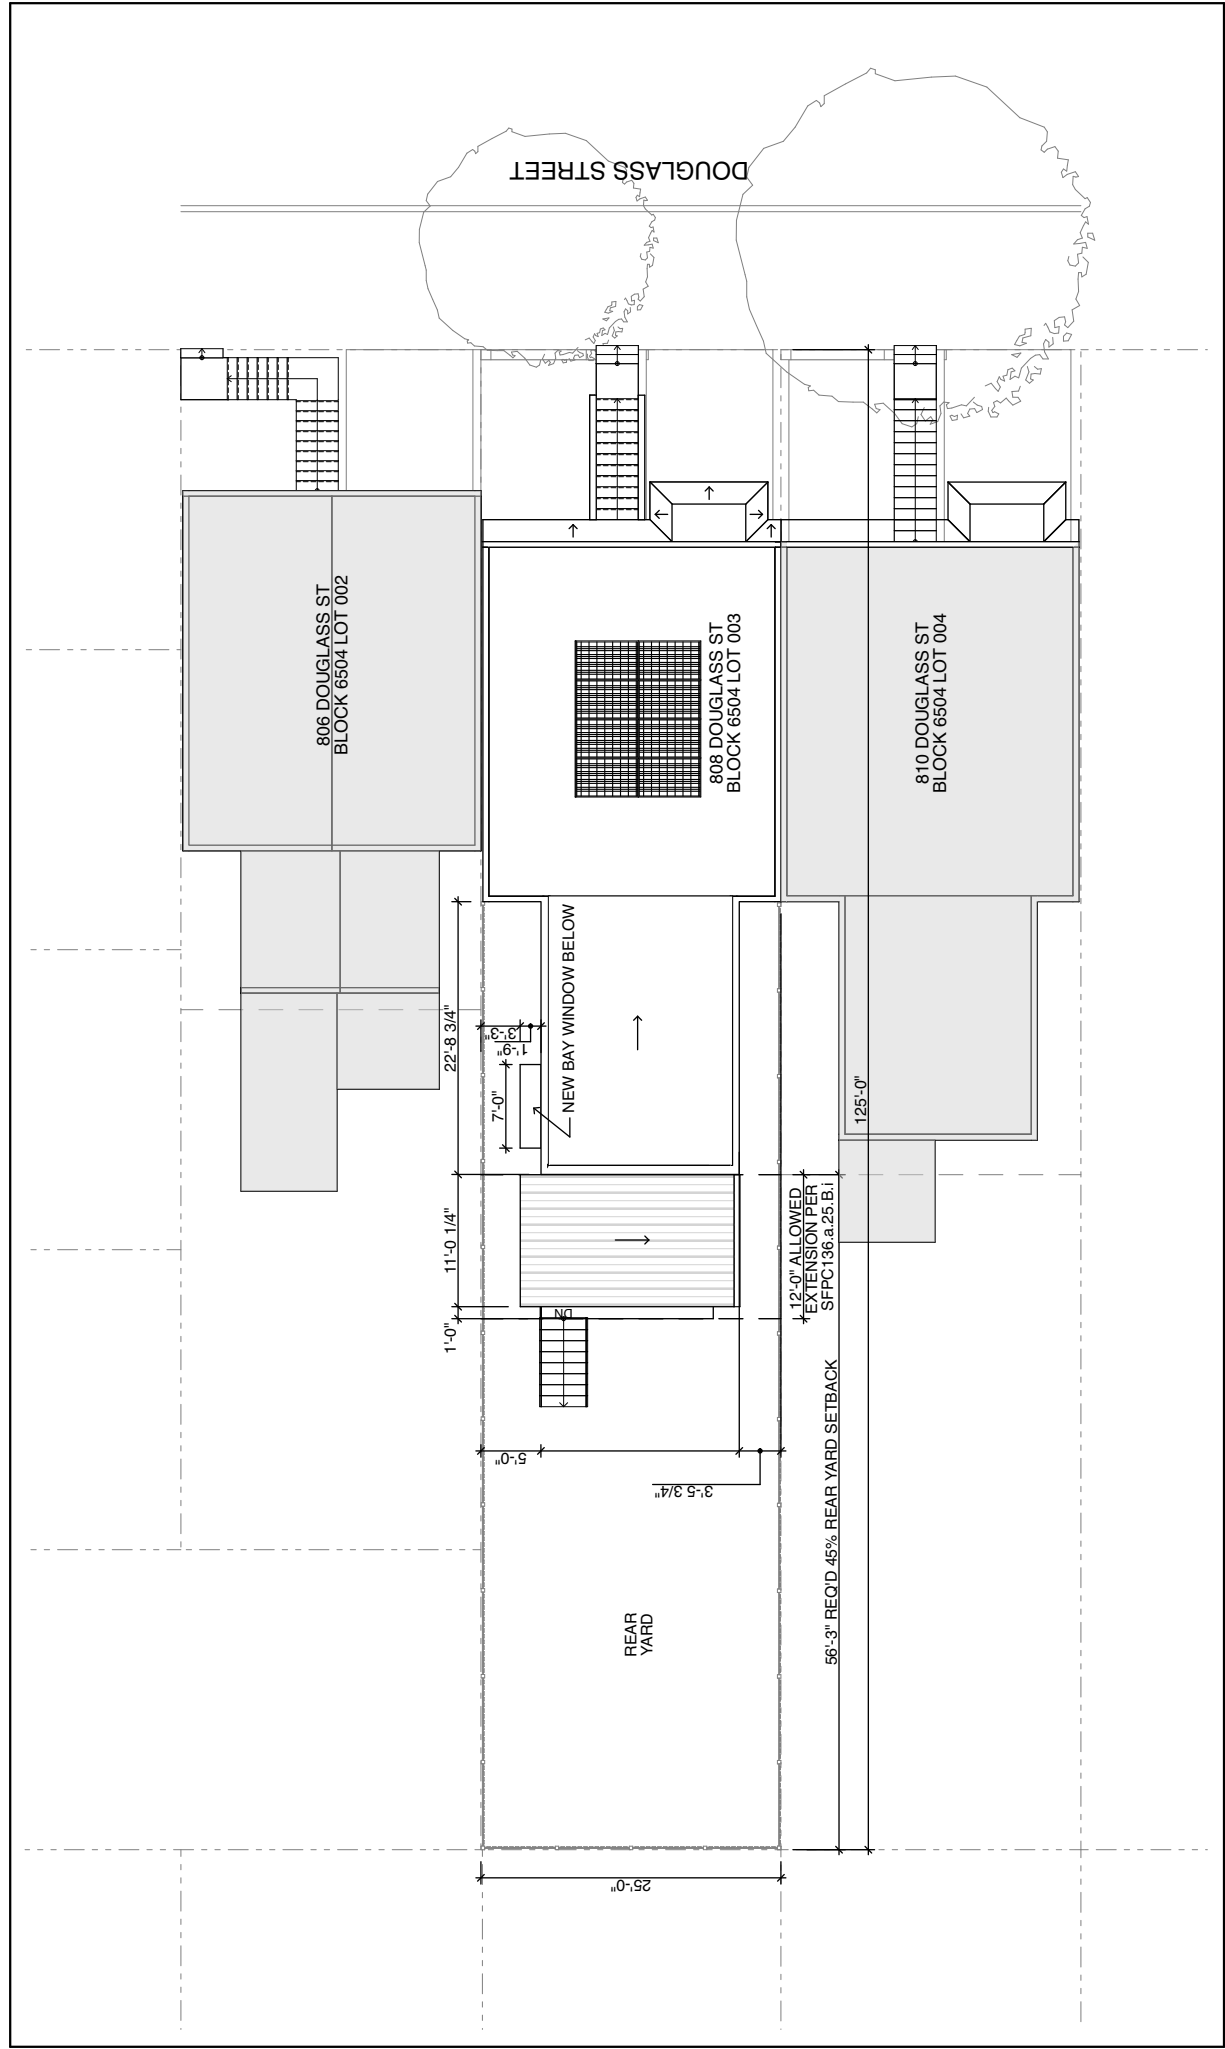 DOUGLASS STREET
806 DOUGLASS ST
BLOCK 6504 LOT 002
808 DOUGLASS ST
BLOCK 6504 LOT 003
810 DOUGLASS ST
BLOCK 6504 LOT 004
NEW BAY WINDOW BELOW
22'-8 3/4"
3'-3"
1'-9"
7'-0"
125'-0"
11'-0 1/4"
12'-0" ALLOWED
EXTENSION PER
SFPC136.a.25.B.i
1'-0"
DN
5'-0"
3'-5 3/4"
56'-3" REQ'D 45% REAR YARD SETBACK
REAR
YARD
25'-0"